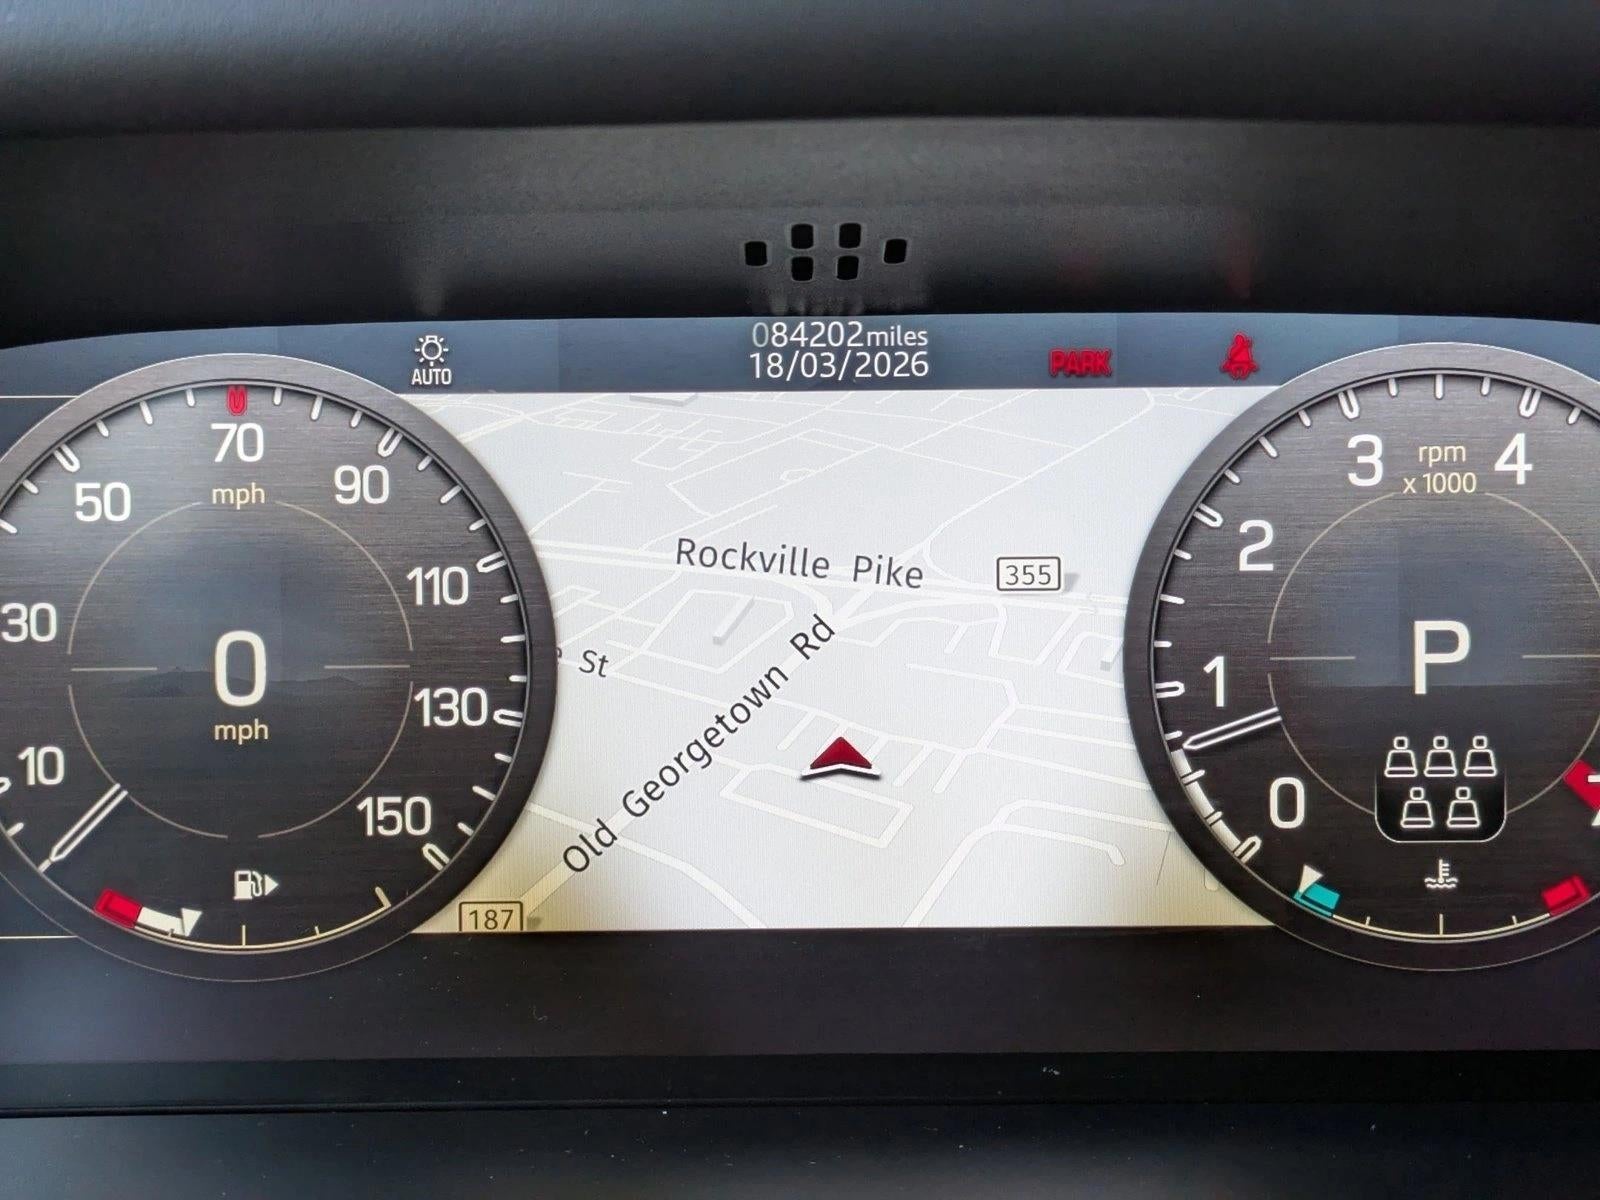 084202miles
18/03/2026
AUTO
PARK
10
30
50
70
90
110
130
150
mph
0
mph
Rockville Pike
355
St
Old Georgetown Rd
187
0
1
2
3
4
rpm
x 1000
P